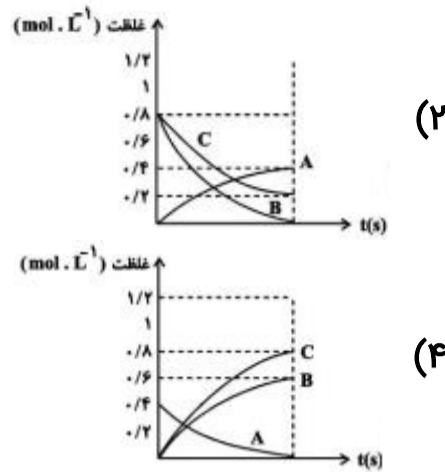 غلظت (mol . L⁻¹)
۱/۲
۱
۰/۸
۰/۶
۰/۴
۰/۲
C
A
B
t(s)
(۲
غلظت (mol . L⁻¹)
۱/۲
۱
۰/۸
۰/۶
۰/۴
۰/۲
C
B
A
t(s)
(۴